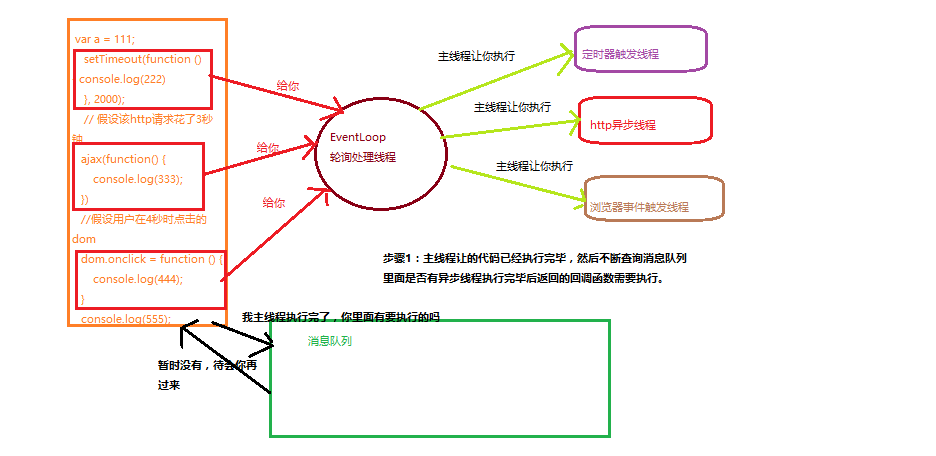 var a = 111;
setTimeout(function ()
console.log(222)
}, 2000);
// 假设该http请求花了3秒
钟
ajax(function() {
console.log(333);
})
//假设用户在4秒时点击的
dom
dom.onclick = function () {
console.log(444);
}
console.log(555);
给你
给你
给你
EventLoop
轮询处理线程
主线程让你执行
主线程让你执行
主线程让你执行
定时器触发线程
http异步线程
浏览器事件触发线程
步骤1：主线程让的代码已经执行完毕，然后不断查询消息队列
里面是否有异步线程执行完毕后返回的回调函数需要执行。
我主线程执行完了，你里面有要执行的吗
消息队列
暂时没有，待会你再
过来